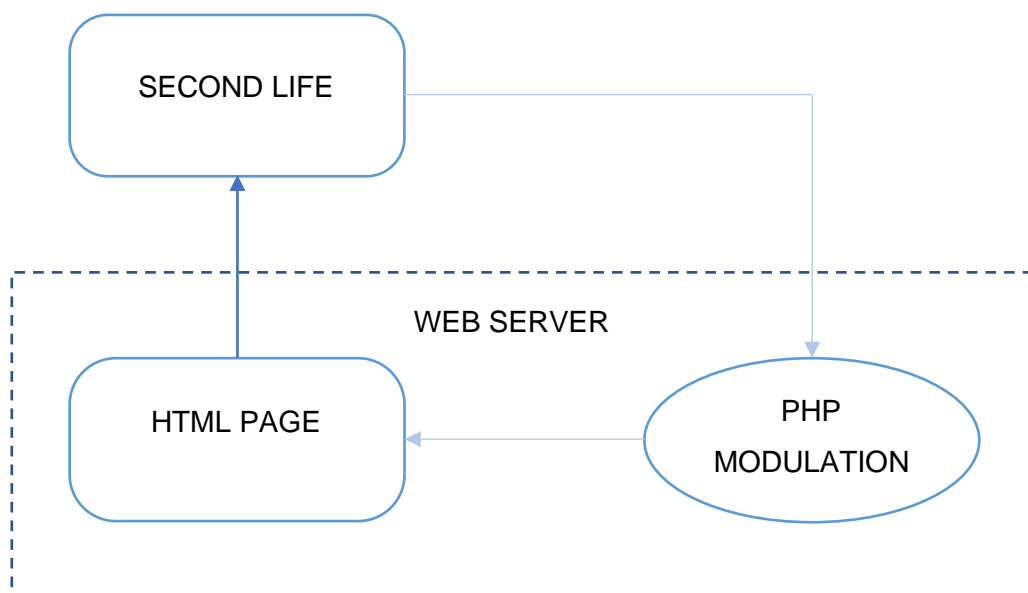 SECOND LIFE
WEB SERVER
HTML PAGE
PHP
MODULATION